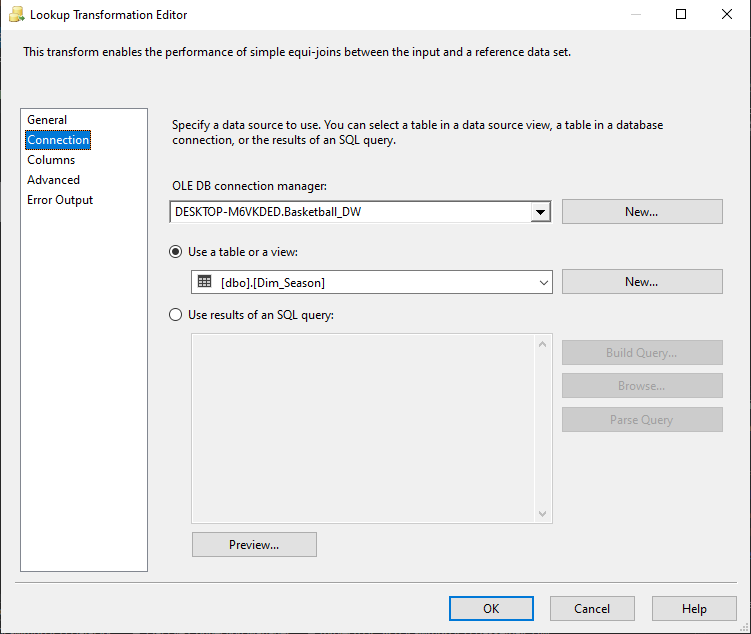 Lookup Transformation Editor
This transform enables the performance of simple equi-joins between the input and a reference data set.
General
Connection
Columns
Advanced
Error Output
Specify a data source to use. You can select a table in a data source view, a table in a database
connection, or the results of an SQL query.
OLE DB connection manager:
DESKTOP-M6VKDED.Basketball_DW
New...
Use a table or a view:
[dbo].[Dim_Season]
New...
Use results of an SQL query:
Build Query...
Browse...
Parse Query
Preview...
OK
Cancel
Help